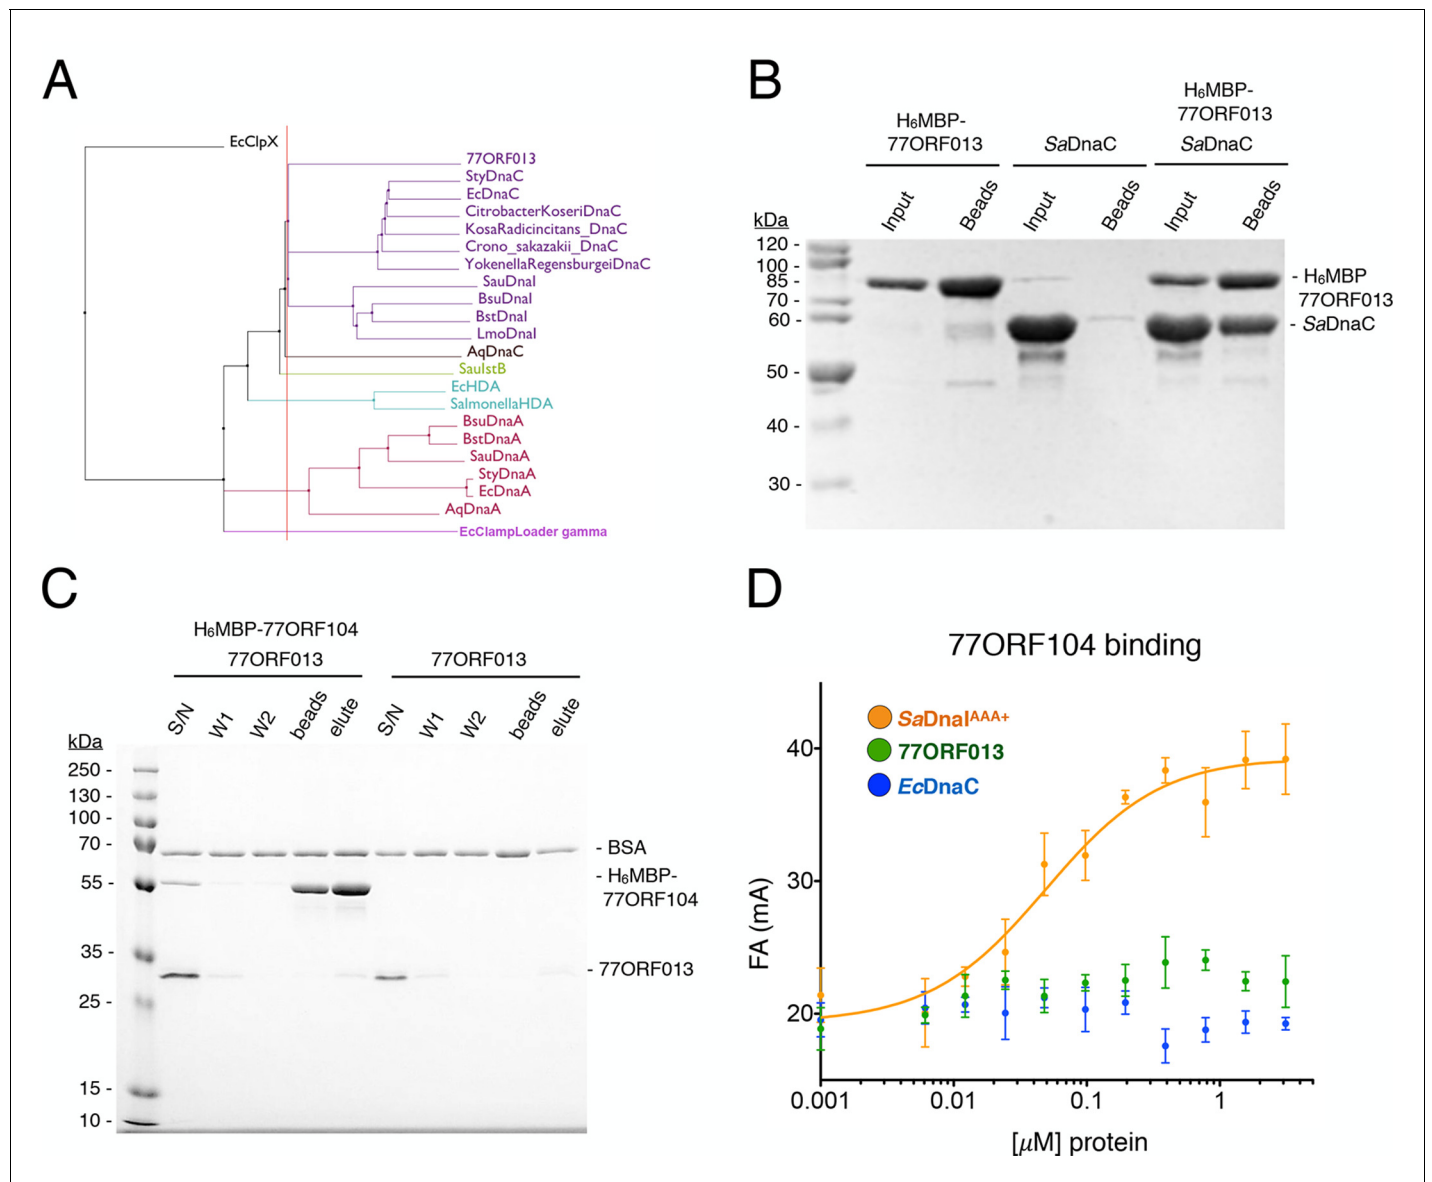 A
EcClpX
77ORF013
StyDnaC
EcDnaC
CitrobacterKoseriDnaC
KosaRadicincitans_DnaC
Crono_sakazakii_DnaC
YokenellaRegensburgeiDnaC
SauDnaI
BsuDnaI
BstDnaI
LmoDnaI
AqDnaC
SauIstB
EcHDA
SalmonellaHDA
BsuDnaA
BstDnaA
SauDnaA
StyDnaA
EcDnaA
AqDnaA
EcClampLoader gamma
B
H₆MBP-
77ORF013
SaDnaC
H₆MBP-
77ORF013
SaDnaC
Input
Beads
Input
Beads
Input
Beads
kDa
120 -
100 -
85 -
70 -
60 -
50 -
40 -
30 -
- H₆MBP
77ORF013
- SaDnaC
C
H₆MBP-77ORF104
77ORF013
77ORF013
S/N
W1
W2
beads
elute
S/N
W1
W2
beads
elute
kDa
250 -
130 -
100 -
70 -
55 -
35 -
25 -
15 -
10 -
- BSA
- H₆MBP-
77ORF104
- 77ORF013
D
77ORF104 binding
SaDnaIᴬᴬᴬ⁺
77ORF013
EcDnaC
FA (mA)
40
30
20
0.001
0.01
0.1
1
[μM] protein